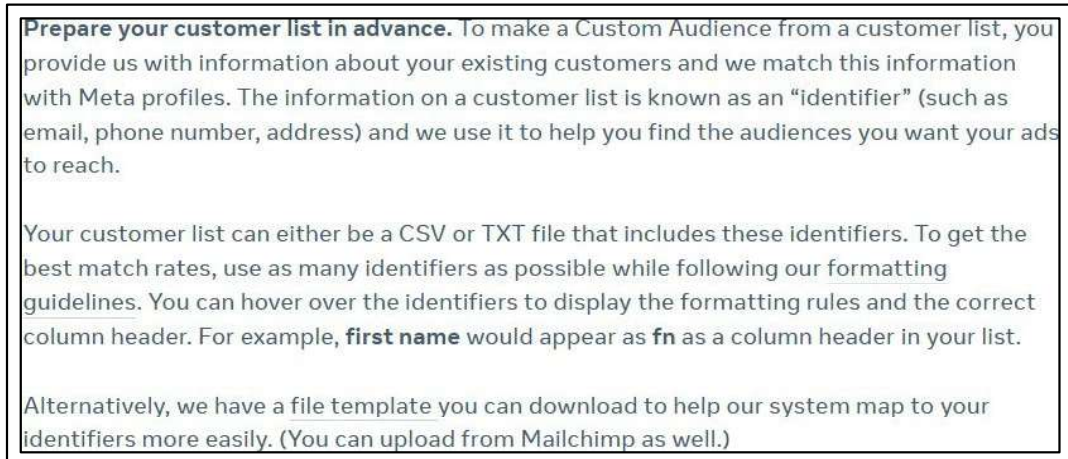 Prepare your customer list in advance. To make a Custom Audience from a customer list, you
provide us with information about your existing customers and we match this information
with Meta profiles. The information on a customer list is known as an “identifier” (such as
email, phone number, address) and we use it to help you find the audiences you want your ads
to reach.
Your customer list can either be a CSV or TXT file that includes these identifiers. To get the
best match rates, use as many identifiers as possible while following our formatting
guidelines. You can hover over the identifiers to display the formatting rules and the correct
column header. For example, first name would appear as fn as a column header in your list.
Alternatively, we have a file template you can download to help our system map to your
identifiers more easily. (You can upload from Mailchimp as well.)